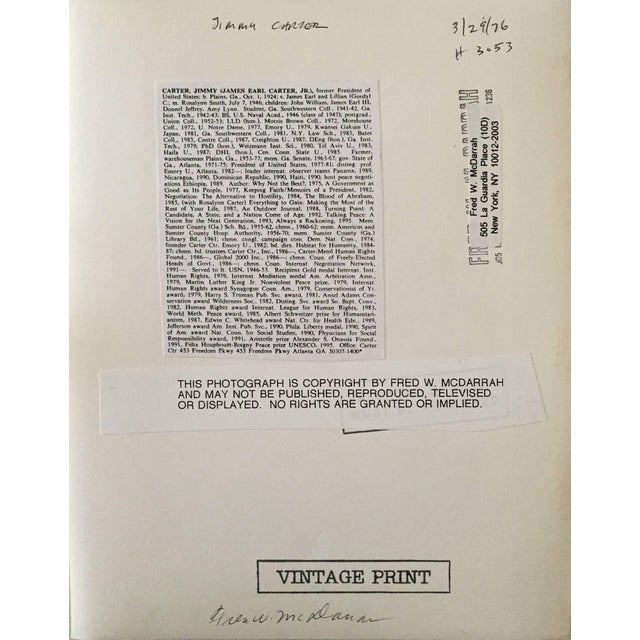 JIMMY CARTER
3/29/76
# 3053
CARTER, JIMMY (JAMES EARL CARTER, JR.), former President of
United States; b. Plains, Ga., Oct. 1, 1924; s. James Earl and Lillian (Gordy)
C.; m. Rosalynn Smith, July 7, 1946; children: John William, James Earl III,
Donnel Jeffrey, Amy Lynn. Student, Ga. Southwestern Coll., 1941-42, Ga.
Inst. Tech., 1942-43; BS, U.S. Naval Acad., 1946 (class of 1947); postgrad.,
Union Coll., 1952-53; LLD (hon.), Morris Brown Coll., 1972, Morehouse
Coll., 1972, U. Notre Dame, 1977, Emory U., 1979, Kwansei Gakuin U.,
Japan, 1981, Ga. Southwestern Coll., 1981, N.Y. Law Sch., 1985, Bates
Coll., 1985, Centre Coll., 1987, Creighton U., 1987; DEng (hon.), Ga. Inst.
Tech., 1979; PhD (hon.), Weizmann Inst. Sci., 1980, Tel Aviv U., 1983,
Haifa U., 1987; DHL (hon.), Cen. Conn. State U., 1985. Farmer,
warehouseman Plains, Ga., 1953-77; mem. Ga. Senate, 1963-67; gov. State of
Ga., Atlanta, 1971-75; President of United States, 1977-81; disting. prof.
Emory U., Atlanta, 1982—; leader internat. observer teams Panama, 1989,
Nicaragua, 1990, Dominican Republic, 1990, Haiti, 1990; host peace negoti-
ations Ethiopia, 1989. Author: Why Not the Best?, 1975, A Government as
Good as Its People, 1977, Keeping Faith/Memoirs of a President, 1982,
Negotiation: The Alternative to Hostility, 1984, The Blood of Abraham,
1985, (with Rosalynn Carter) Everything to Gain: Making the Most of the
Rest of Your Life, 1987, An Outdoor Journal, 1988, Turning Point: A
Candidate, A State, and a Nation Come of Age, 1992, Talking Peace: A
Vision for the Next Generation, 1993, Always a Reckoning, 1995. Mem.
Sumter County (Ga.) Sch. Bd., 1955-62, chmn., 1960-62; mem. Americus and
Sumter County Hosp. Authority, 1956-70; mem. Sumter County (Ga.)
Library Bd., 1961; chmn. congl. campaign com. Dem. Nat. Com., 1974;
founder Carter Ctr. Emory U., 1982; bd. dirs. Habitat for Humanity, 1984-
87; chmn. bd. trustees Carter Ctr., Inc., 1986—, Carter-Menil Human Rights
Found., 1986—, Global 2000 Inc., 1986—; chmn. Coun. of Freely-Elected
Heads of Govt., 1986—; chmn. Coun. Internat. Negotiation Network,
1991—. Served to lt. USN, 1946-53. Recipient Gold medal Internat. Inst.
Human Rights, 1979, Internat. Mediation medal Am. Arbitration Assn.,
1979, Martin Luther King Jr. Nonviolent Peace prize, 1979, Internat.
Human Rights award Synagogue Coun. Am., 1979, Conservationist of Yr.
award, 1979, Harry S. Truman Pub. Svc. award, 1981, Ansel Adams Conser-
vation award Wilderness Soc., 1982, Disting. Svc. award So. Bapt. Conv.,
1982, Human Rights award Internat. League for Human Rights, 1983,
World Meth. Peace award, 1985, Albert Schweitzer prize for Humanitari-
anism, 1987, Edwin C. Whitehead award Nat. Ctr. for Health Edn., 1989,
Jefferson award Am. Inst. Pub. Svc., 1990, Phila. Liberty medal, 1990, Spirit
of Am. award Nat. Coun. for Social Studies, 1990, Physicians for Social
Responsibility award, 1991, Aristotle prize Alexander S. Onassis Found.,
1991, Félix Houphouët-Boigny Peace prize UNESCO, 1995. Office: Carter
Ctr 453 Freedom Pkwy 453 Freedom Pkwy Atlanta GA 30307-1400*
1236
Fred W. McDarrah
505 La Guardia Place (10D)
New York, NY 10012-2003
THIS PHOTOGRAPH IS COPYRIGHT BY FRED W. MCDARRAH
AND MAY NOT BE PUBLISHED, REPRODUCED, TELEVISED
OR DISPLAYED. NO RIGHTS ARE GRANTED OR IMPLIED.
VINTAGE PRINT
Fred W. McDarrah